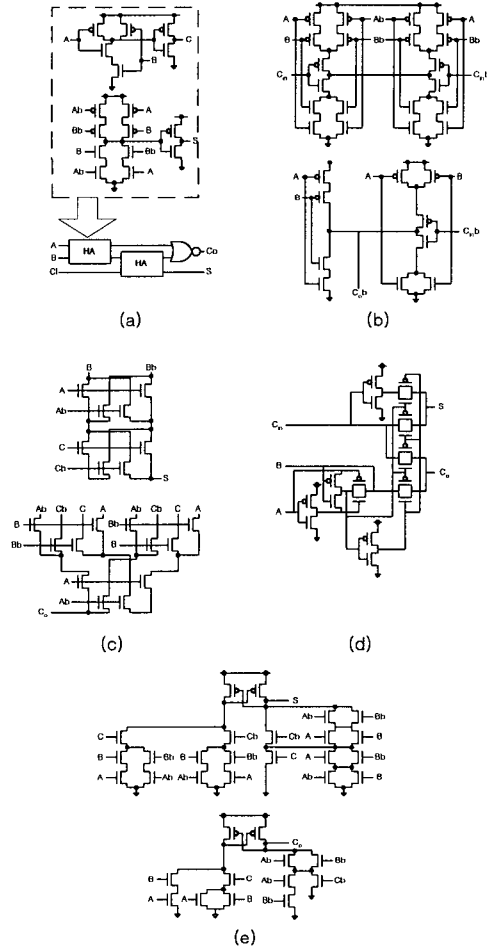 A C
B
Ab A
Bb B
S
B Bb
Ab A
A HA Co
B
CI HA S
(a)
A Ab A
B Bb Bb
Cin Cinb
A A B
B
Cinb
Cob
(b)
B Bb
A
Ab
C
Cb
S
Ab Cb C A Bb Cb C A
B
Bb B
A
Ab
Co
(c)
Cin S
B Co
A
(d)
S
Ab Bb
C Cb Cb A B
B Bb B Bb C A Bb
A Ab Ab A Ab B
Co
Ab Bb
B C Ab Cb
A A B Bb
(e)